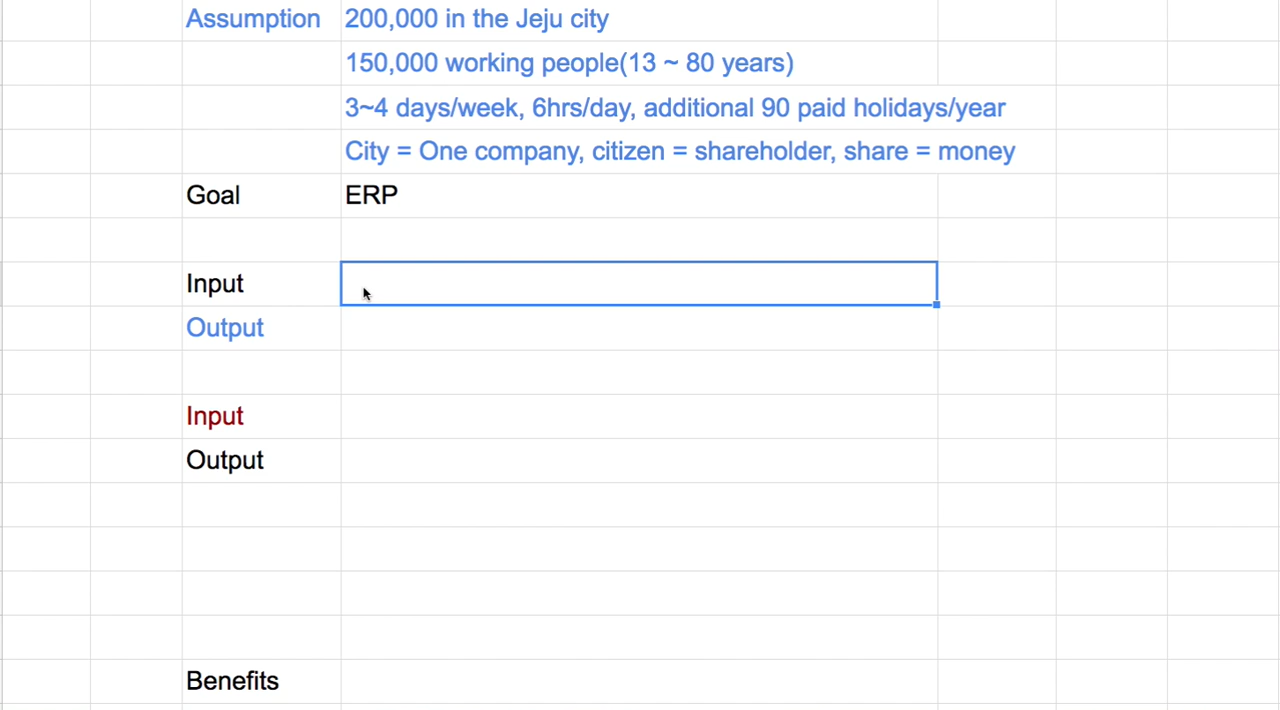 Assumption 200,000 in the Jeju city
150,000 working people(13 ~ 80 years)
3~4 days/week, 6hrs/day, additional 90 paid holidays/year
City = One company, citizen = shareholder, share = money
Goal ERP
Input
Output
Input
Output
Benefits